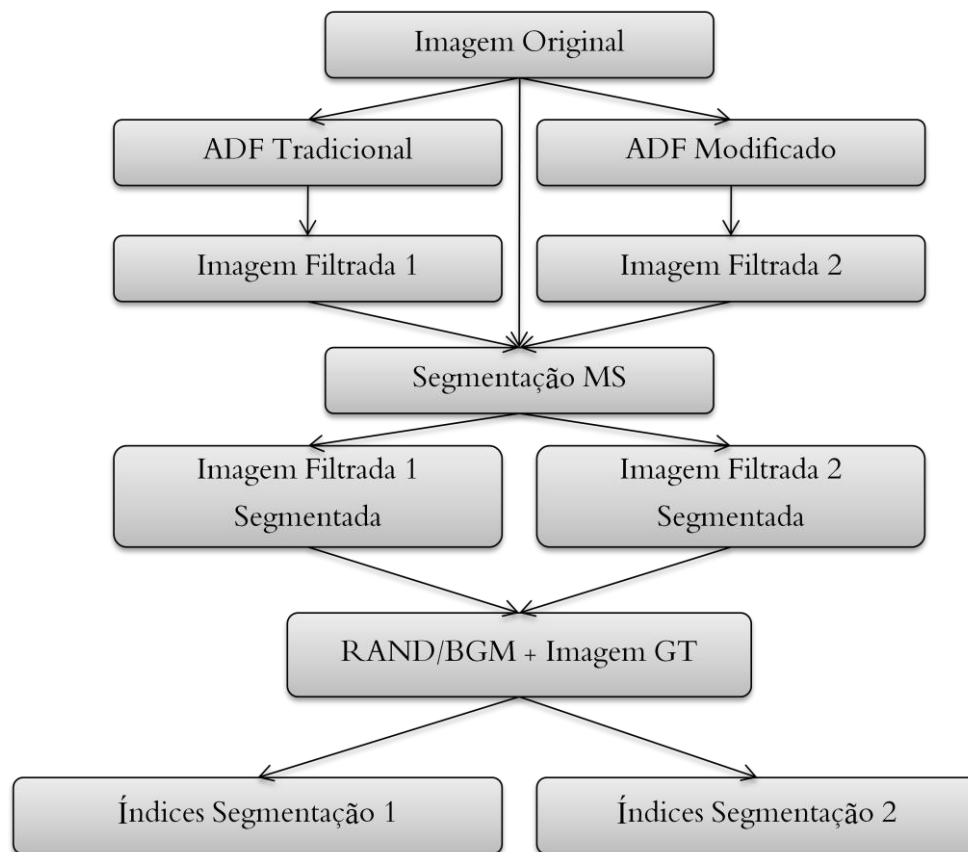 Imagem Original
ADF Tradicional
ADF Modificado
Imagem Filtrada 1
Imagem Filtrada 2
Segmentação MS
Imagem Filtrada 1
Segmentada
Imagem Filtrada 2
Segmentada
RAND/BGM + Imagem GT
Índices Segmentação 1
Índices Segmentação 2